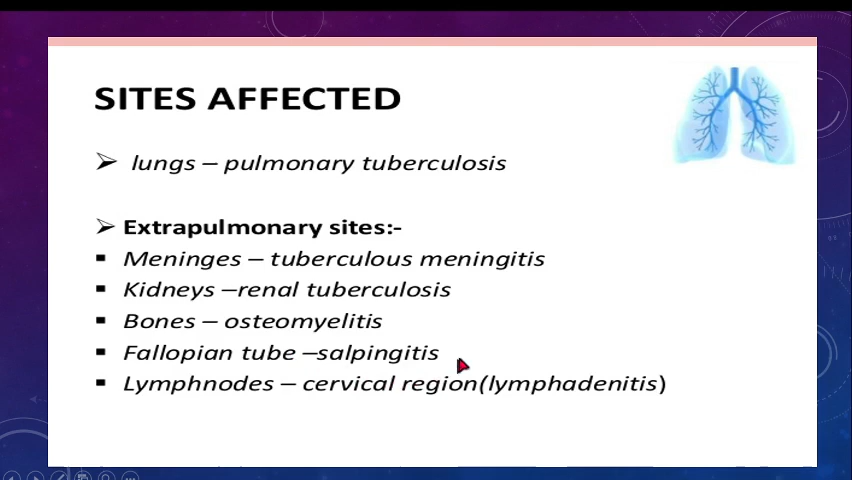 SITES AFFECTED
➢ lungs – pulmonary tuberculosis
➢ Extrapulmonary sites:-
▪ Meninges – tuberculous meningitis
▪ Kidneys –renal tuberculosis
▪ Bones – osteomyelitis
▪ Fallopian tube –salpingitis
▪ Lymphnodes – cervical region(lymphadenitis)